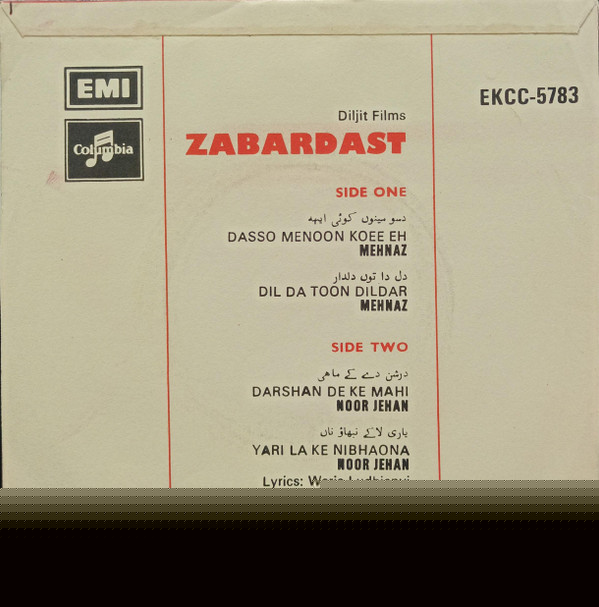 EMI
Columbia
EKCC-5783
Diljit Films
ZABARDAST
SIDE ONE
دسو مینوں کوئی ایہہ
DASSO MENOON KOEE EH
MEHNAZ
دل دا توں دلدار
DIL DA TOON DILDAR
MEHNAZ
SIDE TWO
درشن دے کے ماہی
DARSHAN DE KE MAHI
NOOR JEHAN
یاری لاکے نبھاؤ ناں
YARI LA KE NIBHAONA
NOOR JEHAN
Lyrics: